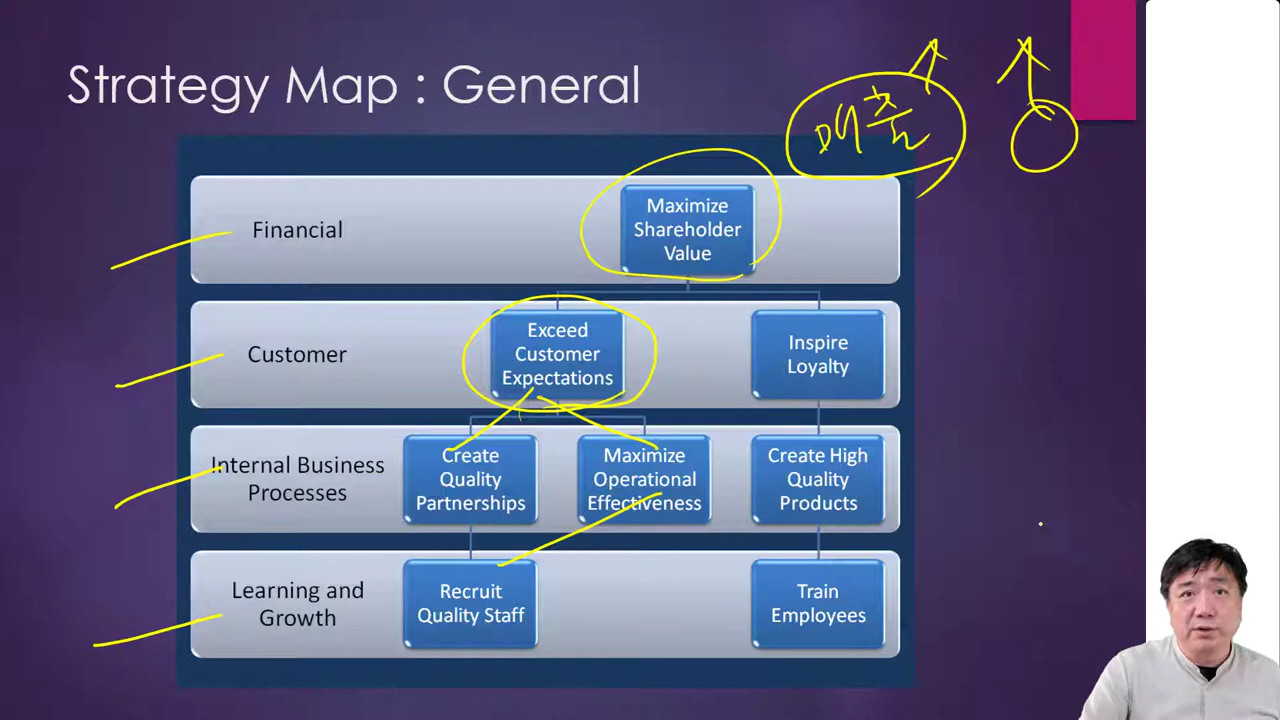 Strategy Map : General
매출
Financial
Maximize
Shareholder
Value
Customer
Exceed
Customer
Expectations
Inspire
Loyalty
Internal Business
Processes
Create
Quality
Partnerships
Maximize
Operational
Effectiveness
Create High
Quality
Products
Learning and
Growth
Recruit
Quality Staff
Train
Employees